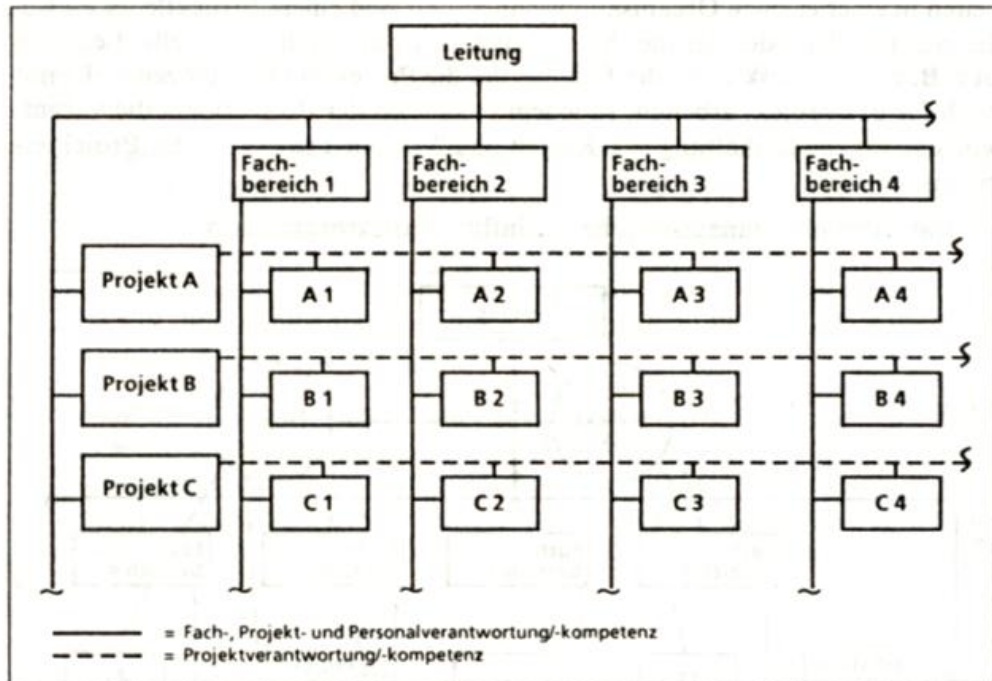 Leitung
Fach-
bereich 1
Fach-
bereich 2
Fach-
bereich 3
Fach-
bereich 4
Projekt A
A 1
A 2
A 3
A 4
Projekt B
B 1
B 2
B 3
B 4
Projekt C
C 1
C 2
C 3
C 4
= Fach-, Projekt- und Personalverantwortung/-kompetenz
= Projektverantwortung/-kompetenz